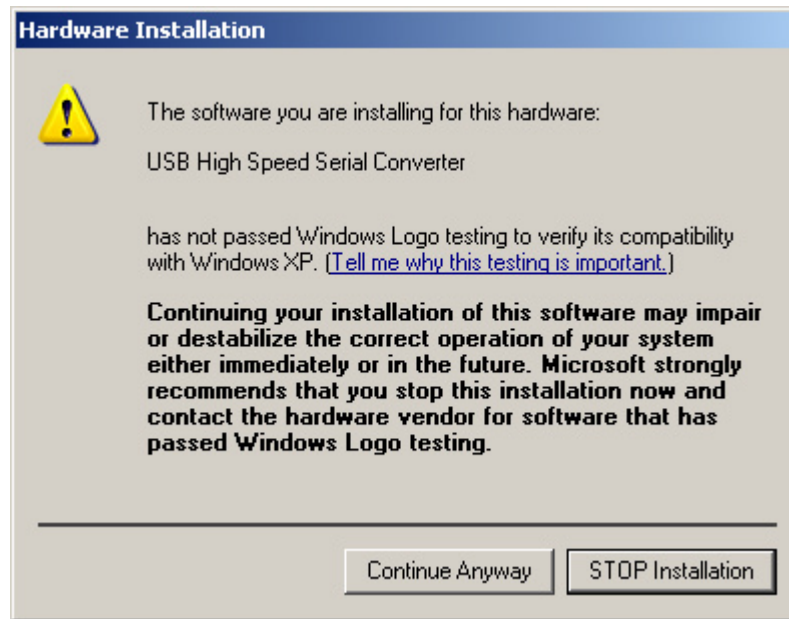 Hardware Installation
The software you are installing for this hardware:
USB High Speed Serial Converter
has not passed Windows Logo testing to verify its compatibility
with Windows XP. (Tell me why this testing is important.)
Continuing your installation of this software may impair
or destabilize the correct operation of your system
either immediately or in the future. Microsoft strongly
recommends that you stop this installation now and
contact the hardware vendor for software that has
passed Windows Logo testing.
Continue Anyway
STOP Installation